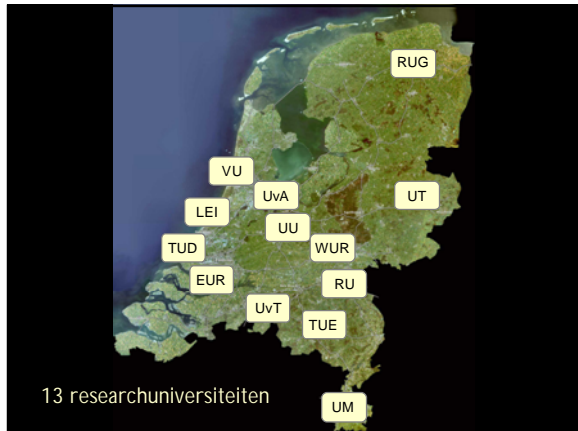 RUG
VU
UvA
UT
LEI
UU
TUD
WUR
EUR
RU
UvT
TUE
13 researchuniversiteiten
UM